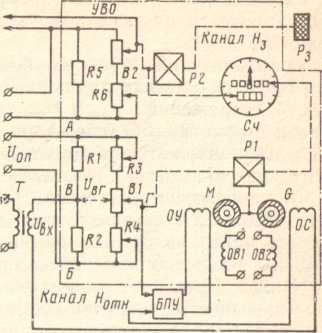 УВО
Канал Hз
Pз
R5
B2
P2
R6
СЧ
А
Uоп
R1
R3
P1
Т
Uвх
В
Uвг
B1
Г
M
G
ОУ
ОС
R2
R4
ОВ1
ОВ2
Б
БПУ
Канал Hотн